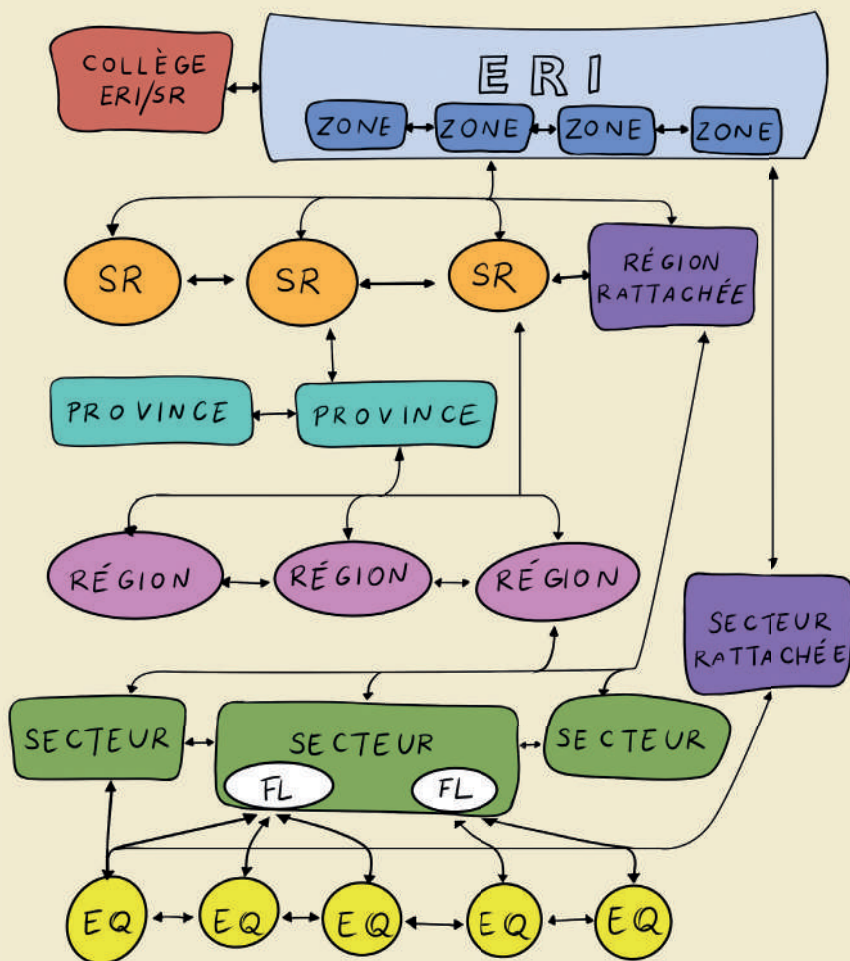 COLLÈGE
ERI/SR
ERI
ZONE
ZONE
ZONE
ZONE
SR
SR
SR
RÉGION
RATTACHÉE
PROVINCE
PROVINCE
RÉGION
RÉGION
RÉGION
SECTEUR
RATTACHÉE
SECTEUR
SECTEUR
SECTEUR
FL
FL
EQ
EQ
EQ
EQ
EQ